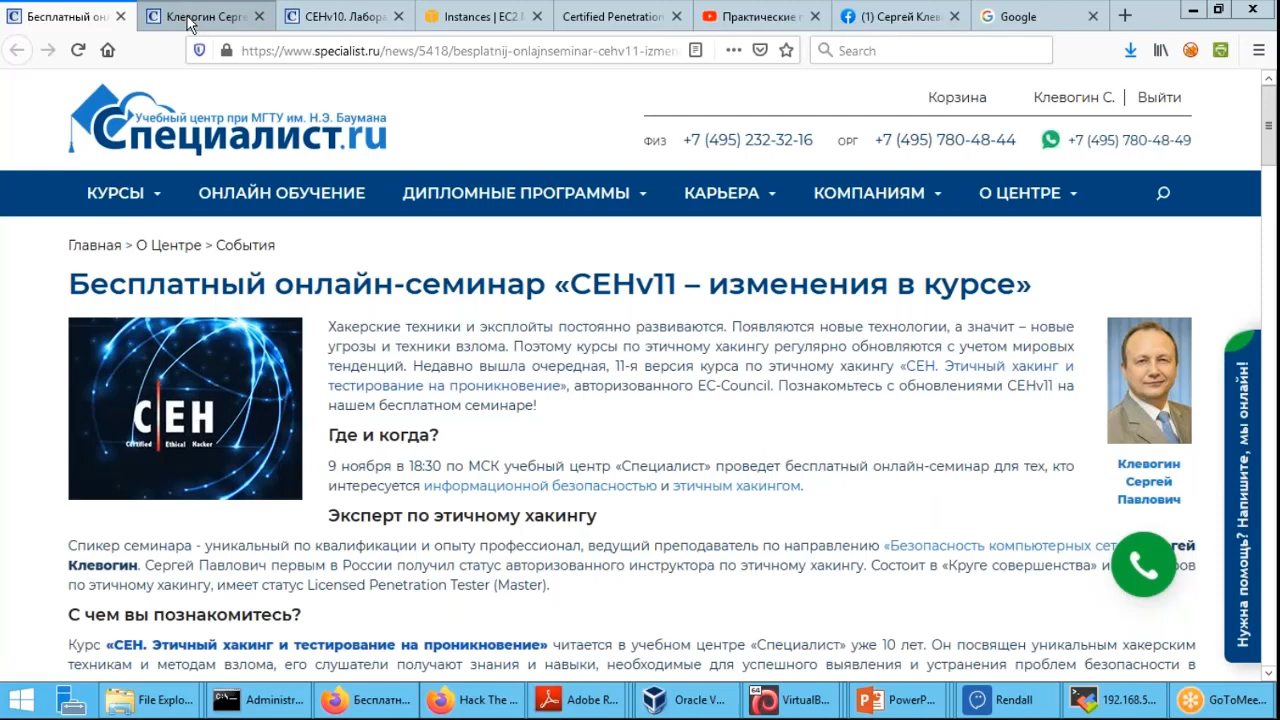 Бесплатный онл
Клевогин Серге
CEHv10. Лабора
Instances | EC2 M
Certified Penetration
Практические п
(1) Сергей Клев
Google
https://www.specialist.ru/news/5418/besplatnij-onlajnseminar-cehv11-izmen
Search
Учебный центр при МГТУ им. Н.Э. Баумана
Специалист.ru
Корзина
Клевогин С. | Выйти
ФИЗ +7 (495) 232-32-16 ОРГ +7 (495) 780-48-44 +7 (495) 780-48-49
КУРСЫ ОНЛАЙН ОБУЧЕНИЕ ДИПЛОМНЫЕ ПРОГРАММЫ КАРЬЕРА КОМПАНИЯМ О ЦЕНТРЕ
Главная > О Центре > События
Бесплатный онлайн-семинар «CEHv11 – изменения в курсе»
CEH
Certified Ethical Hacker
Хакерские техники и эксплойты постоянно развиваются. Появляются новые технологии, а значит – новые
угрозы и техники взлома. Поэтому курсы по этичному хакингу регулярно обновляются с учетом мировых
тенденций. Недавно вышла очередная, 11-я версия курса по этичному хакингу «CEH. Этичный хакинг и
тестирование на проникновение», авторизованного EC-Council. Познакомьтесь с обновлениями CEHv11 на
нашем бесплатном семинаре!
Где и когда?
9 ноября в 18:30 по МСК учебный центр «Специалист» проведет бесплатный онлайн-семинар для тех, кто
интересуется информационной безопасностью и этичным хакингом.
Клевогин
Сергей
Павлович
Эксперт по этичному хакингу
Спикер семинара - уникальный по квалификации и опыту профессионал, ведущий преподаватель по направлению «Безопасность компьютерных сет гей
Клевогин. Сергей Павлович первым в России получил статус авторизованного инструктора по этичному хакингу. Состоит в «Круге совершенства» и ров
по этичному хакингу, имеет статус Licensed Penetration Tester (Master).
С чем вы познакомитесь?
Курс «CEH. Этичный хакинг и тестирование на проникновение» читается в учебном центре «Специалист» уже 10 лет. Он посвящен уникальным хакерским
техникам и методам взлома, его слушатели получают знания и навыки, необходимые для успешного выявления и устранения проблем безопасности в
Нужна помощь? Напишите, мы онлайн!
File Explo...
Administr...
Бесплатн...
Hack The ...
Adobe R...
Oracle V...
VirtualB...
PowerP...
Rendall
192.168.5...
GoToMee...